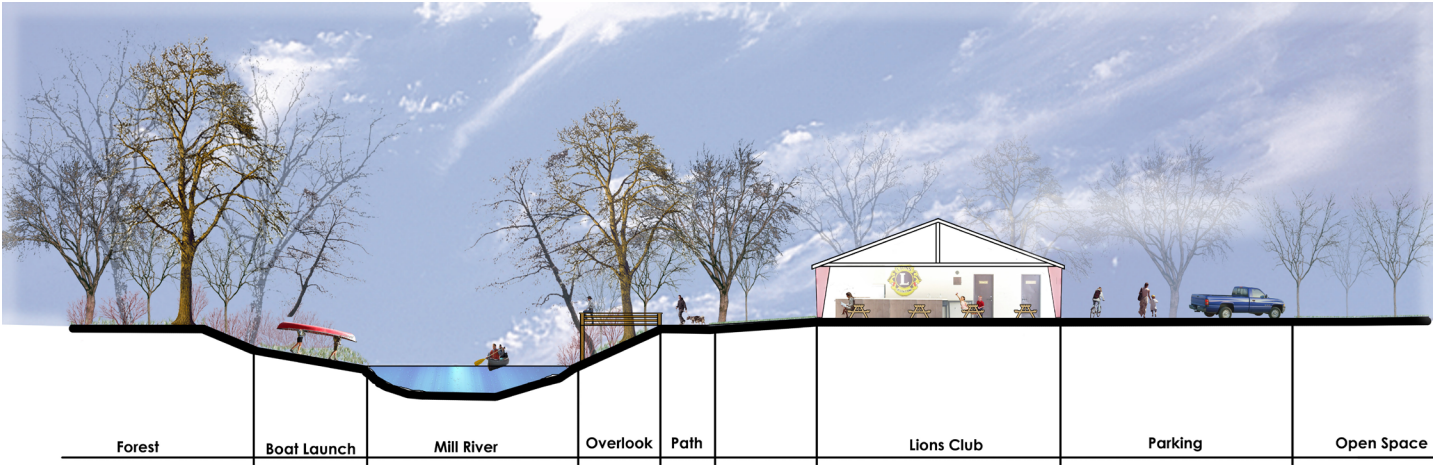 L
Forest
Boat Launch
Mill River
Overlook
Path
Lions Club
Parking
Open Space